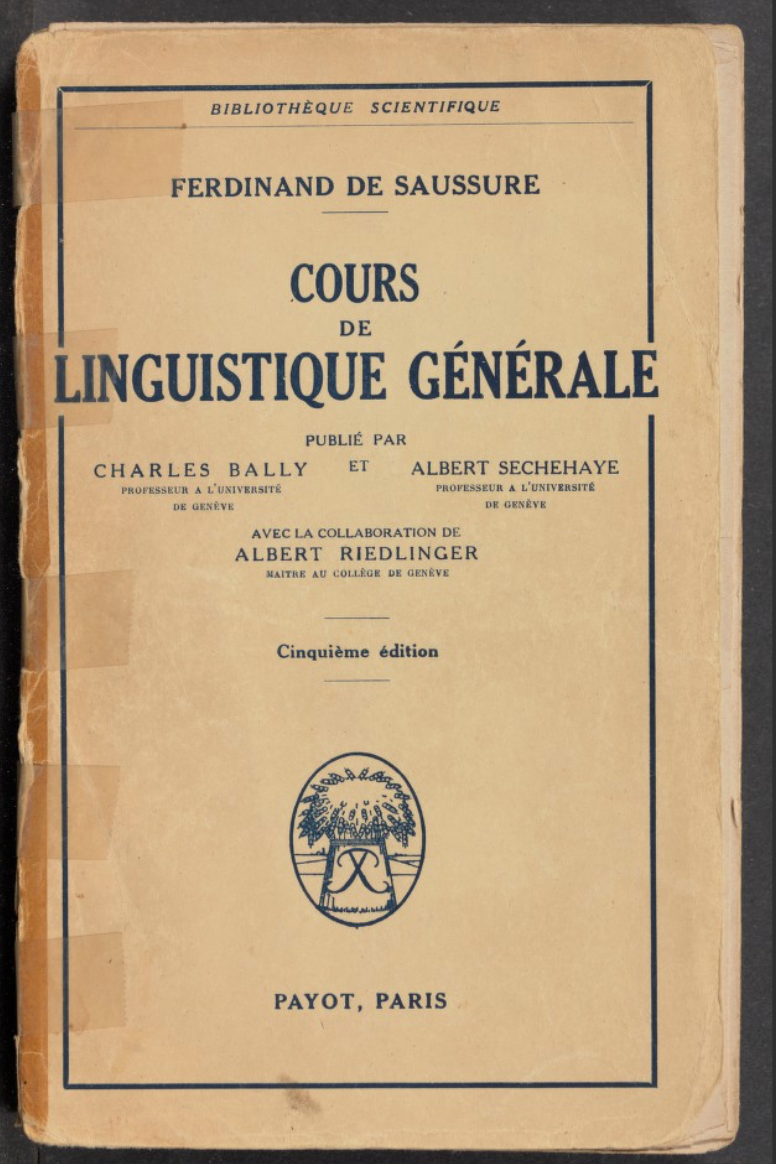 BIBLIOTHÈQUE SCIENTIFIQUE
FERDINAND DE SAUSSURE
COURS
DE
LINGUISTIQUE GÉNÉRALE
PUBLIÉ PAR
CHARLES BALLY ET ALBERT SECHEHAYE
PROFESSEUR A L'UNIVERSITÉ PROFESSEUR A L'UNIVERSITÉ
DE GENÈVE DE GENÈVE
AVEC LA COLLABORATION DE
ALBERT RIEDLINGER
MAITRE AU COLLÈGE DE GENÈVE
Cinquième édition
PAYOT, PARIS